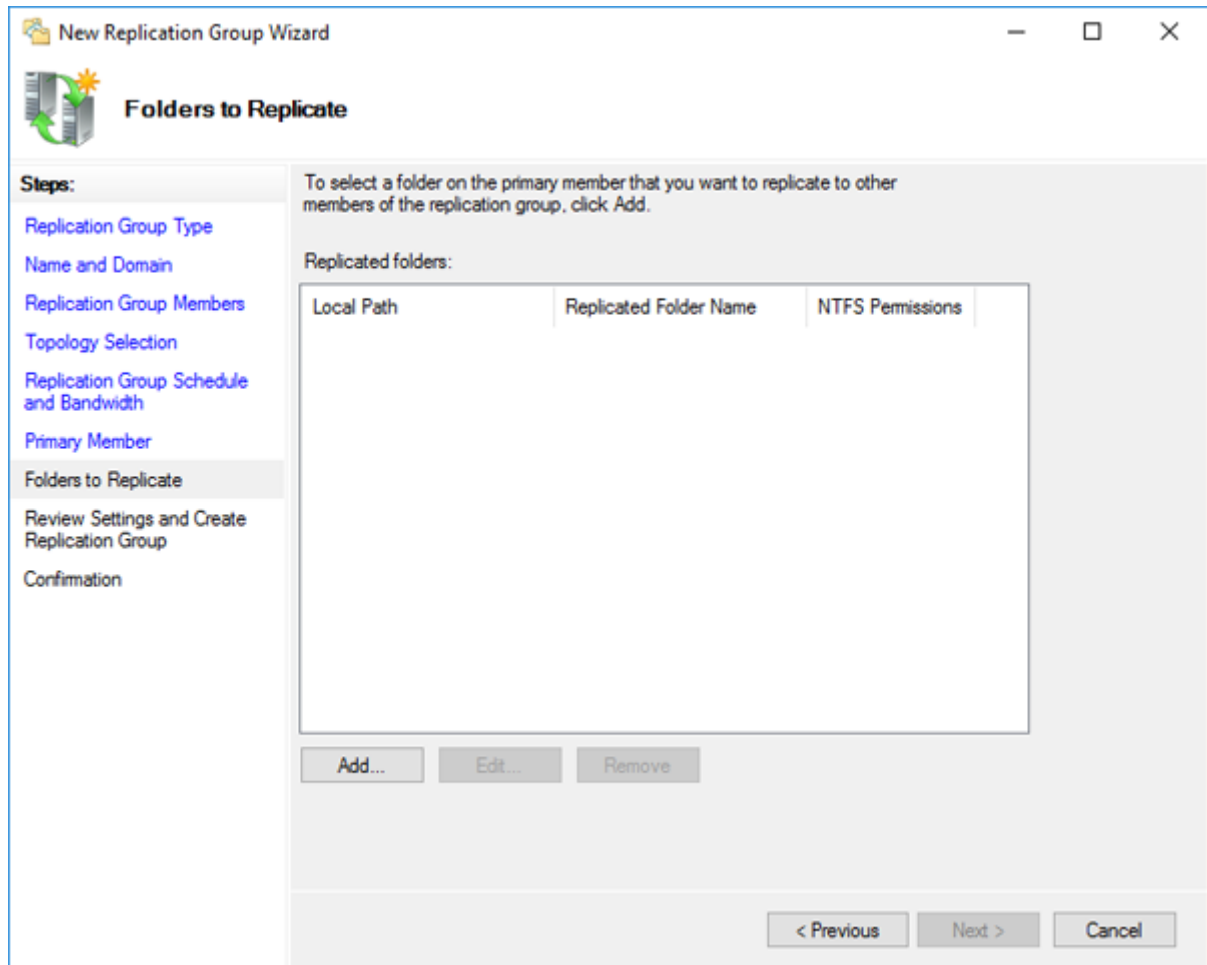 New Replication Group Wizard
Folders to Replicate
Steps:
Replication Group Type
Name and Domain
Replication Group Members
Topology Selection
Replication Group Schedule
and Bandwidth
Primary Member
Folders to Replicate
Review Settings and Create
Replication Group
Confirmation
To select a folder on the primary member that you want to replicate to other
members of the replication group, click Add.
Replicated folders:
Local Path Replicated Folder Name NTFS Permissions
Add... Edit... Remove
< Previous Next > Cancel